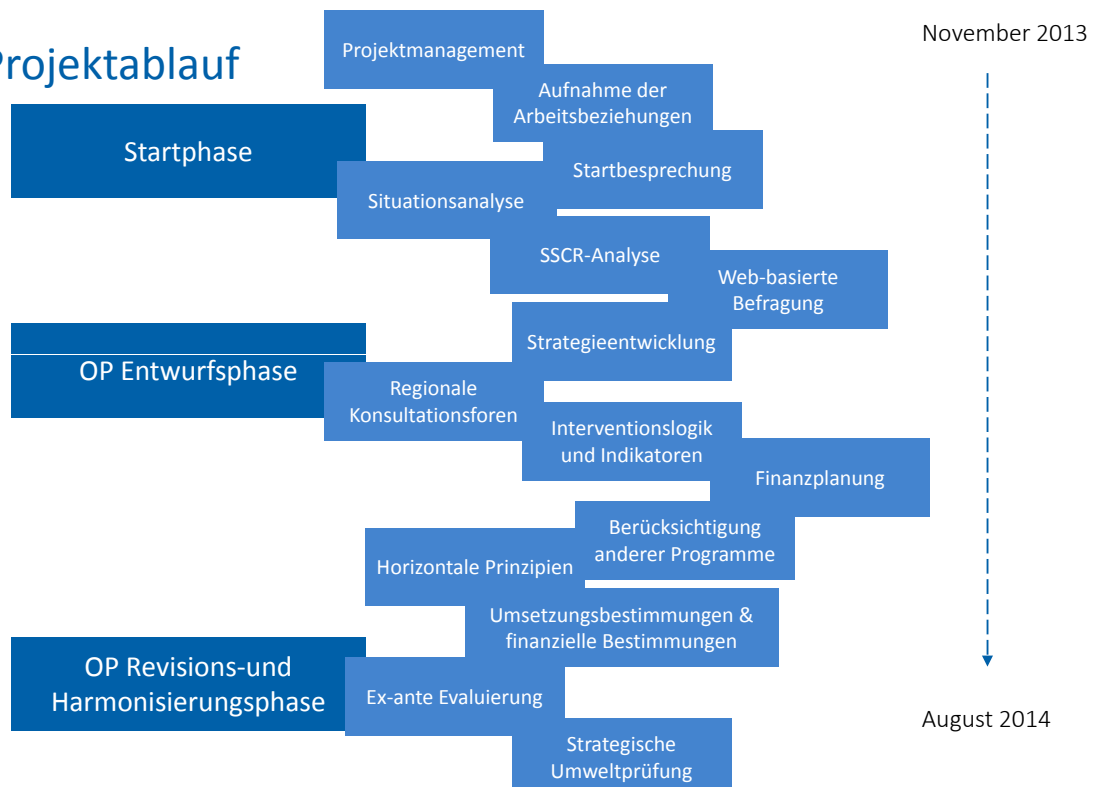 Projektablauf
November 2013
Projektmanagement
Aufnahme der
Arbeitsbeziehungen
Startphase
Startbesprechung
Situationsanalyse
SSCR-Analyse
Web-basierte
Befragung
Strategieentwicklung
OP Entwurfsphase
Regionale
Konsultationsforen
Interventionslogik
und Indikatoren
Finanzplanung
Berücksichtigung
anderer Programme
Horizontale Prinzipien
Umsetzungsbestimmungen &
finanzielle Bestimmungen
OP Revisions-und
Harmonisierungsphase
Ex-ante Evaluierung
August 2014
Strategische
Umweltprüfung